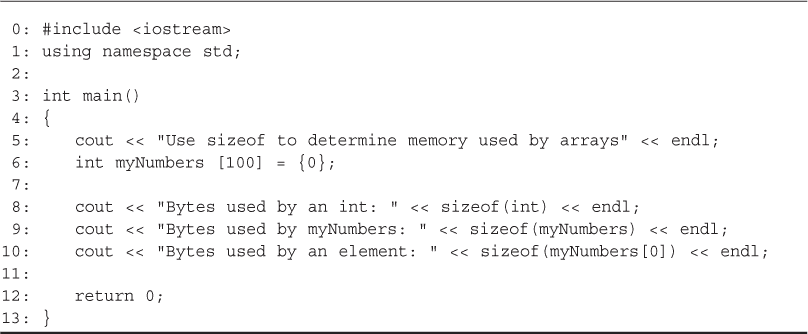 0: #include <iostream>
1: using namespace std;
2:
3: int main()
4: {
5:    cout << "Use sizeof to determine memory used by arrays" << endl;
6:    int myNumbers [100] = {0};
7:
8:    cout << "Bytes used by an int: " << sizeof(int) << endl;
9:    cout << "Bytes used by myNumbers: " << sizeof(myNumbers) << endl;
10:    cout << "Bytes used by an element: " << sizeof(myNumbers[0]) << endl;
11:
12:    return 0;
13: }